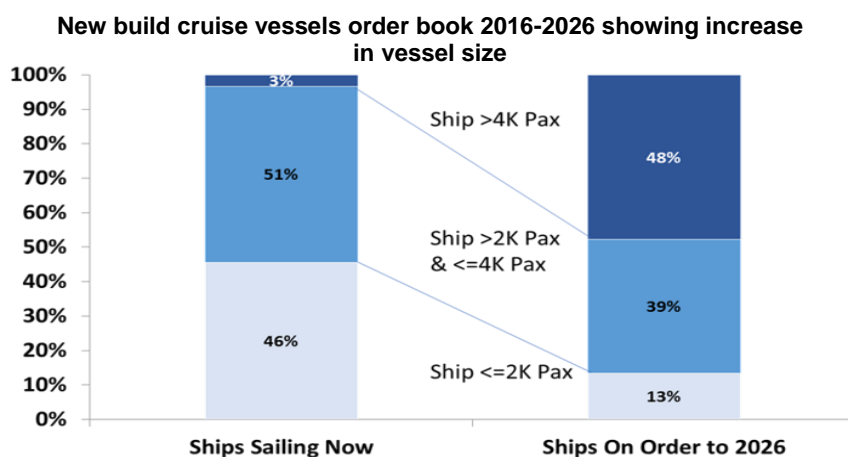 New build cruise vessels order book 2016-2026 showing increase
in vessel size
100%
90%
80%
70%
60%
50%
40%
30%
20%
10%
0%
3%
51%
46%
Ship >4K Pax
Ship >2K Pax
& <=4K Pax
Ship <=2K Pax
48%
39%
13%
Ships Sailing Now
Ships On Order to 2026